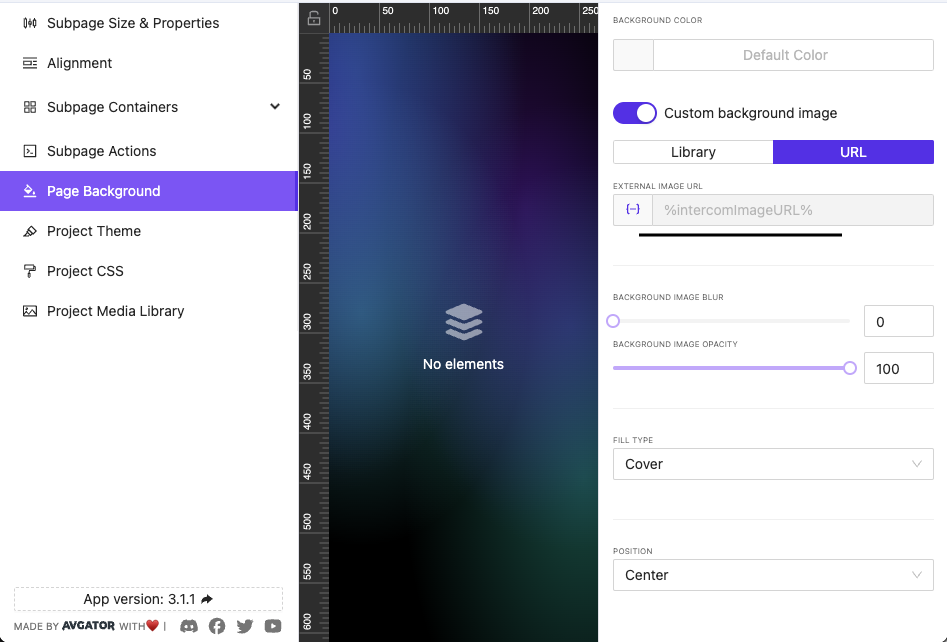 Subpage Size & Properties
Alignment
Subpage Containers
Subpage Actions
Page Background
Project Theme
Project CSS
Project Media Library
App version: 3.1.1
MADE BY AVGATOR WITH
0 50 100 150 200 250
50
100
150
200
250
300
350
400
450
500
550
600
No elements
BACKGROUND COLOR
Default Color
Custom background image
Library URL
EXTERNAL IMAGE URL
{--} %intercomImageURL%
BACKGROUND IMAGE BLUR
0
BACKGROUND IMAGE OPACITY
100
FILL TYPE
Cover
POSITION
Center